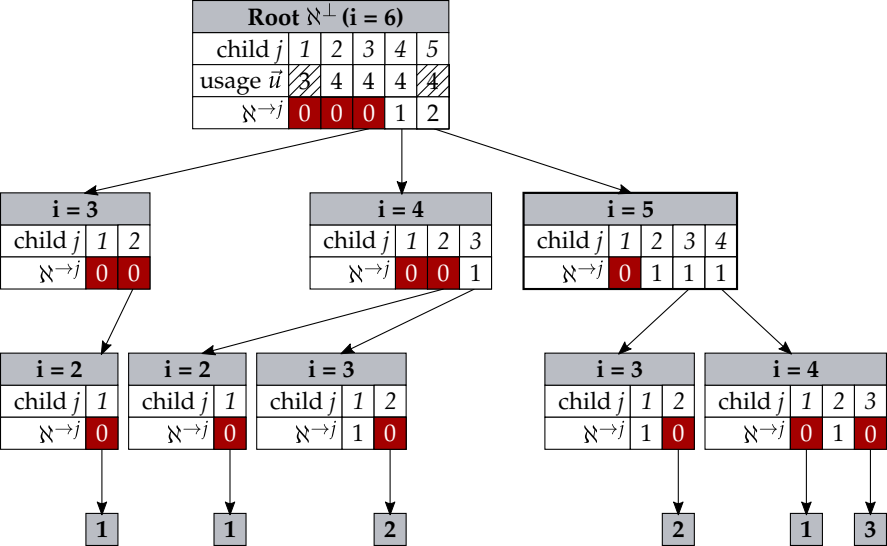 Root ℵ⊥ (i = 6)
child j 1 2 3 4 5
usage u⃗ 3 4 4 4 4
ℵ→j 0 0 0 1 2
i = 3
child j 1 2
ℵ→j 0 0
i = 4
child j 1 2 3
ℵ→j 0 0 1
i = 5
child j 1 2 3 4
ℵ→j 0 1 1 1
i = 2
child j 1
ℵ→j 0
i = 2
child j 1
ℵ→j 0
i = 3
child j 1 2
ℵ→j 1 0
i = 3
child j 1 2
ℵ→j 1 0
i = 4
child j 1 2 3
ℵ→j 0 1 0
1
1
2
2
1
3